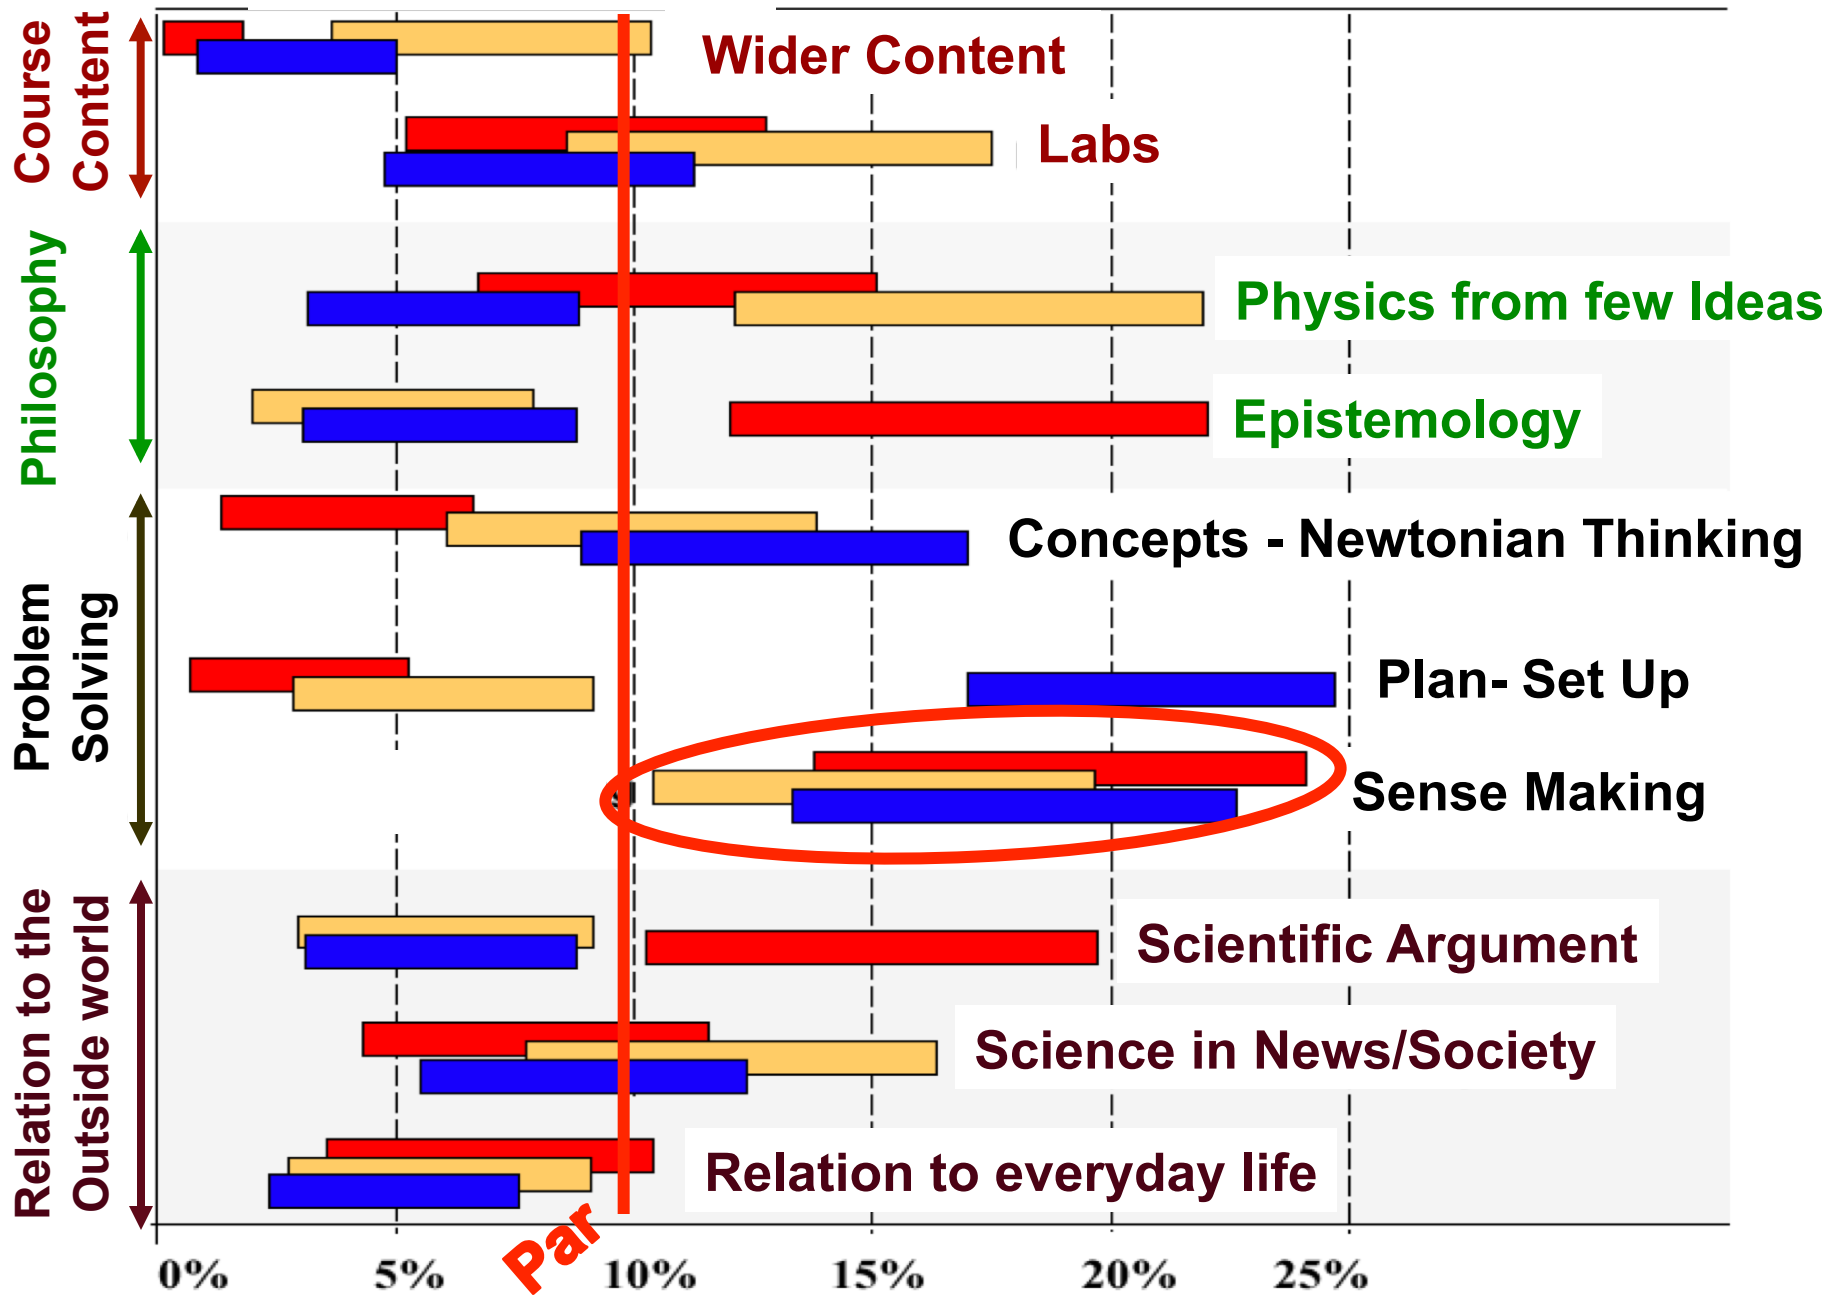 Course
Content
Wider Content
Labs
Philosophy
Physics from few Ideas
Epistemology
Problem
Solving
Concepts - Newtonian Thinking
Plan- Set Up
Sense Making
Relation to the
Outside world
Scientific Argument
Science in News/Society
Relation to everyday life
Par
0% 5% 10% 15% 20% 25%